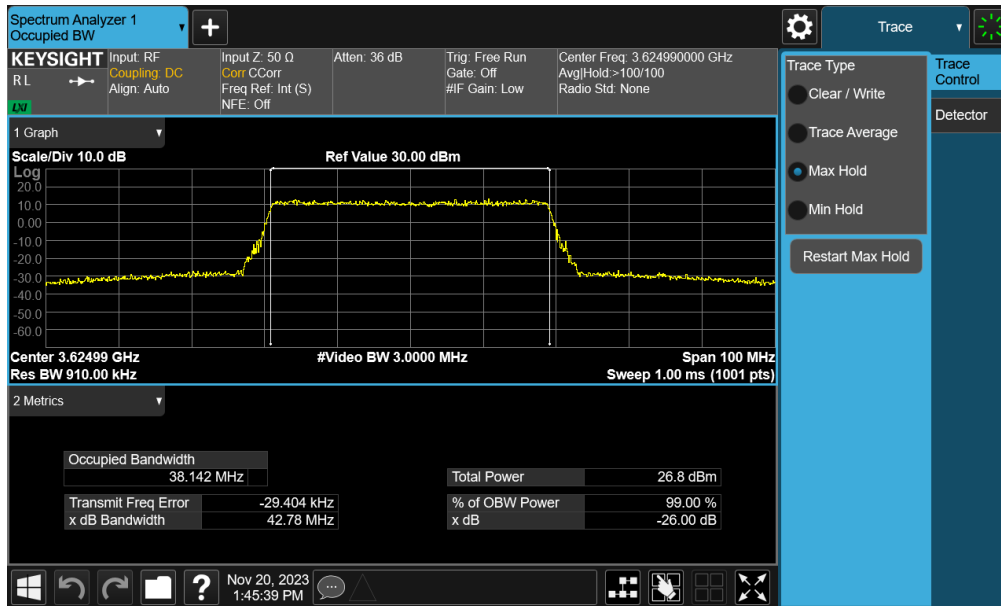 Spectrum Analyzer 1
Occupied BW
+
Trace
KEYSIGHT
R L
LXI
Input: RF
Coupling: DC
Align: Auto
Input Z: 50 Ω
Corr CCorr
Freq Ref: Int (S)
NFE: Off
Atten: 36 dB
Trig: Free Run
Gate: Off
#IF Gain: Low
Center Freq: 3.624990000 GHz
Avg|Hold:>100/100
Radio Std: None
Trace Type
Clear / Write
Trace Average
Max Hold
Min Hold
Restart Max Hold
Trace
Control
Detector
1 Graph
Scale/Div 10.0 dB
Ref Value 30.00 dBm
Log
20.0
10.0
0.00
-10.0
-20.0
-30.0
-40.0
-50.0
-60.0
Center 3.62499 GHz
#Video BW 3.0000 MHz
Span 100 MHz
Res BW 910.00 kHz
Sweep 1.00 ms (1001 pts)
2 Metrics
Occupied Bandwidth
38.142 MHz
Total Power 26.8 dBm
Transmit Freq Error -29.404 kHz
% of OBW Power 99.00 %
x dB Bandwidth 42.78 MHz
x dB -26.00 dB
?
Nov 20, 2023
1:45:39 PM